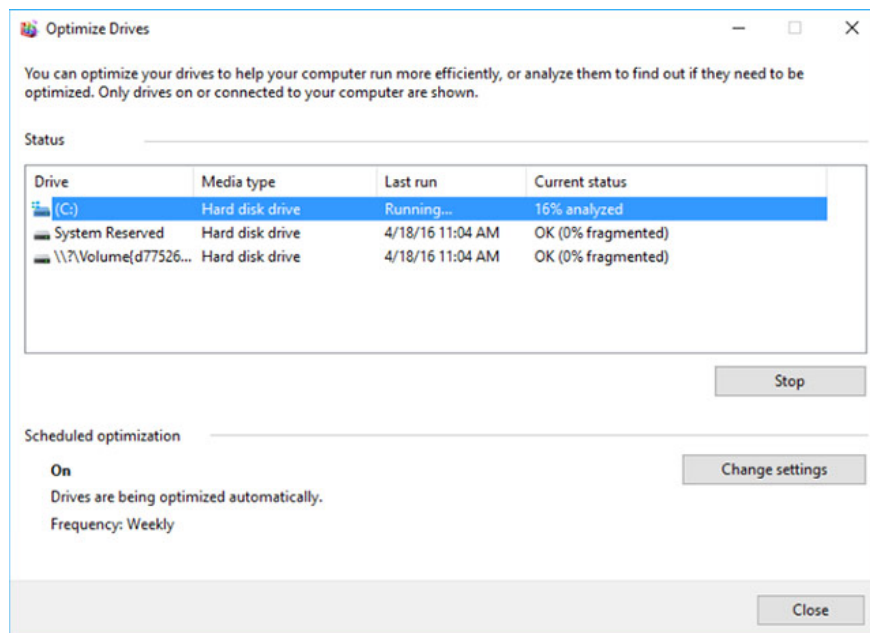 Optimize Drives
You can optimize your drives to help your computer run more efficiently, or analyze them to find out if they need to be
optimized. Only drives on or connected to your computer are shown.
Status
Drive Media type Last run Current status
(C:) Hard disk drive Running... 16% analyzed
System Reserved Hard disk drive 4/18/16 11:04 AM OK (0% fragmented)
\\?\Volume{d77526... Hard disk drive 4/18/16 11:04 AM OK (0% fragmented)
Stop
Scheduled optimization
On Change settings
Drives are being optimized automatically.
Frequency: Weekly
Close